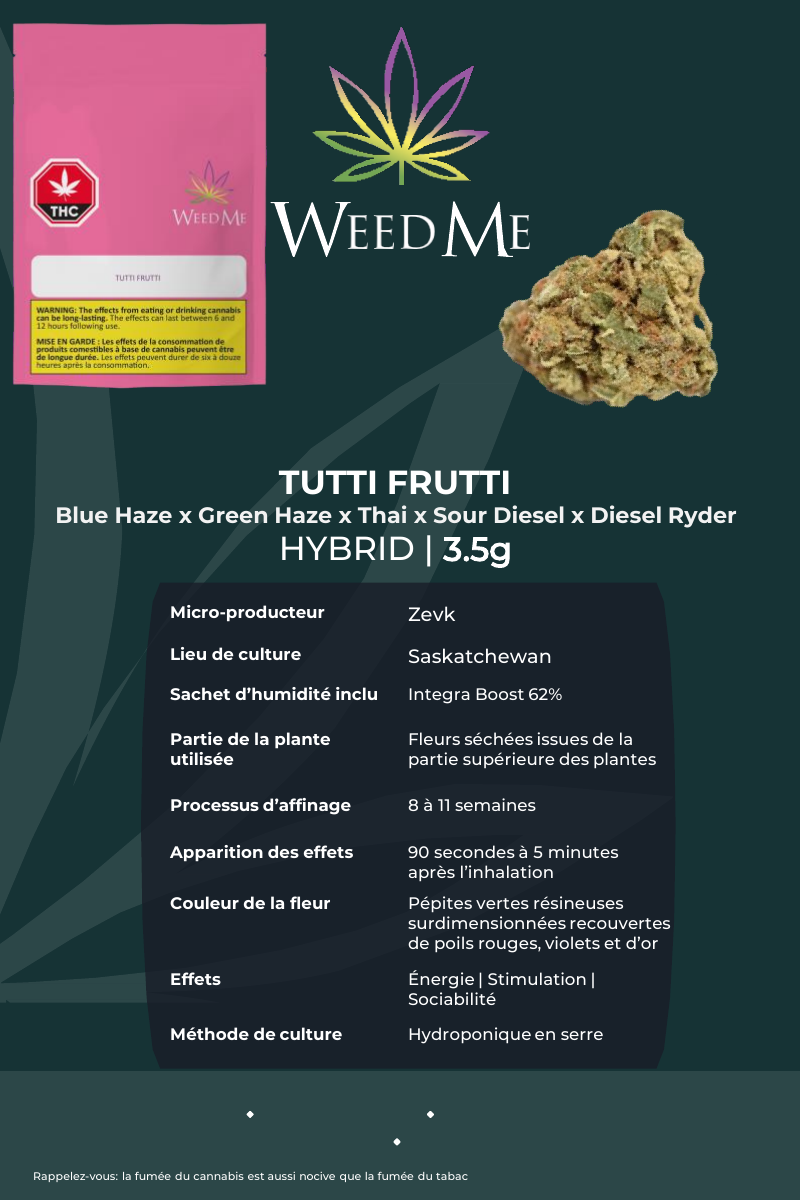 THC
WEED ME
TUTTI FRUTTI
WARNING: The effects from eating or drinking cannabis
can be long-lasting. The effects can last between 6 and
12 hours following use.
MISE EN GARDE : Les effets de la consommation de
produits comestibles à base de cannabis peuvent être
de longue durée. Les effets peuvent durer de six à douze
heures après la consommation.
WEED ME
TUTTI FRUTTI
Blue Haze x Green Haze x Thai x Sour Diesel x Diesel Ryder
HYBRID | 3.5g
Micro-producteur Zevk
Lieu de culture Saskatchewan
Sachet d’humidité inclu Integra Boost 62%
Partie de la plante Fleurs séchées issues de la
utilisée partie supérieure des plantes
Processus d’affinage 8 à 11 semaines
Apparition des effets 90 secondes à 5 minutes
après l’inhalation
Couleur de la fleur Pépites vertes résineuses
surdimensionnées recouvertes
de poils rouges, violets et d’or
Effets Énergie | Stimulation |
Sociabilité
Méthode de culture Hydroponique en serre
Rappelez-vous: la fumée du cannabis est aussi nocive que la fumée du tabac